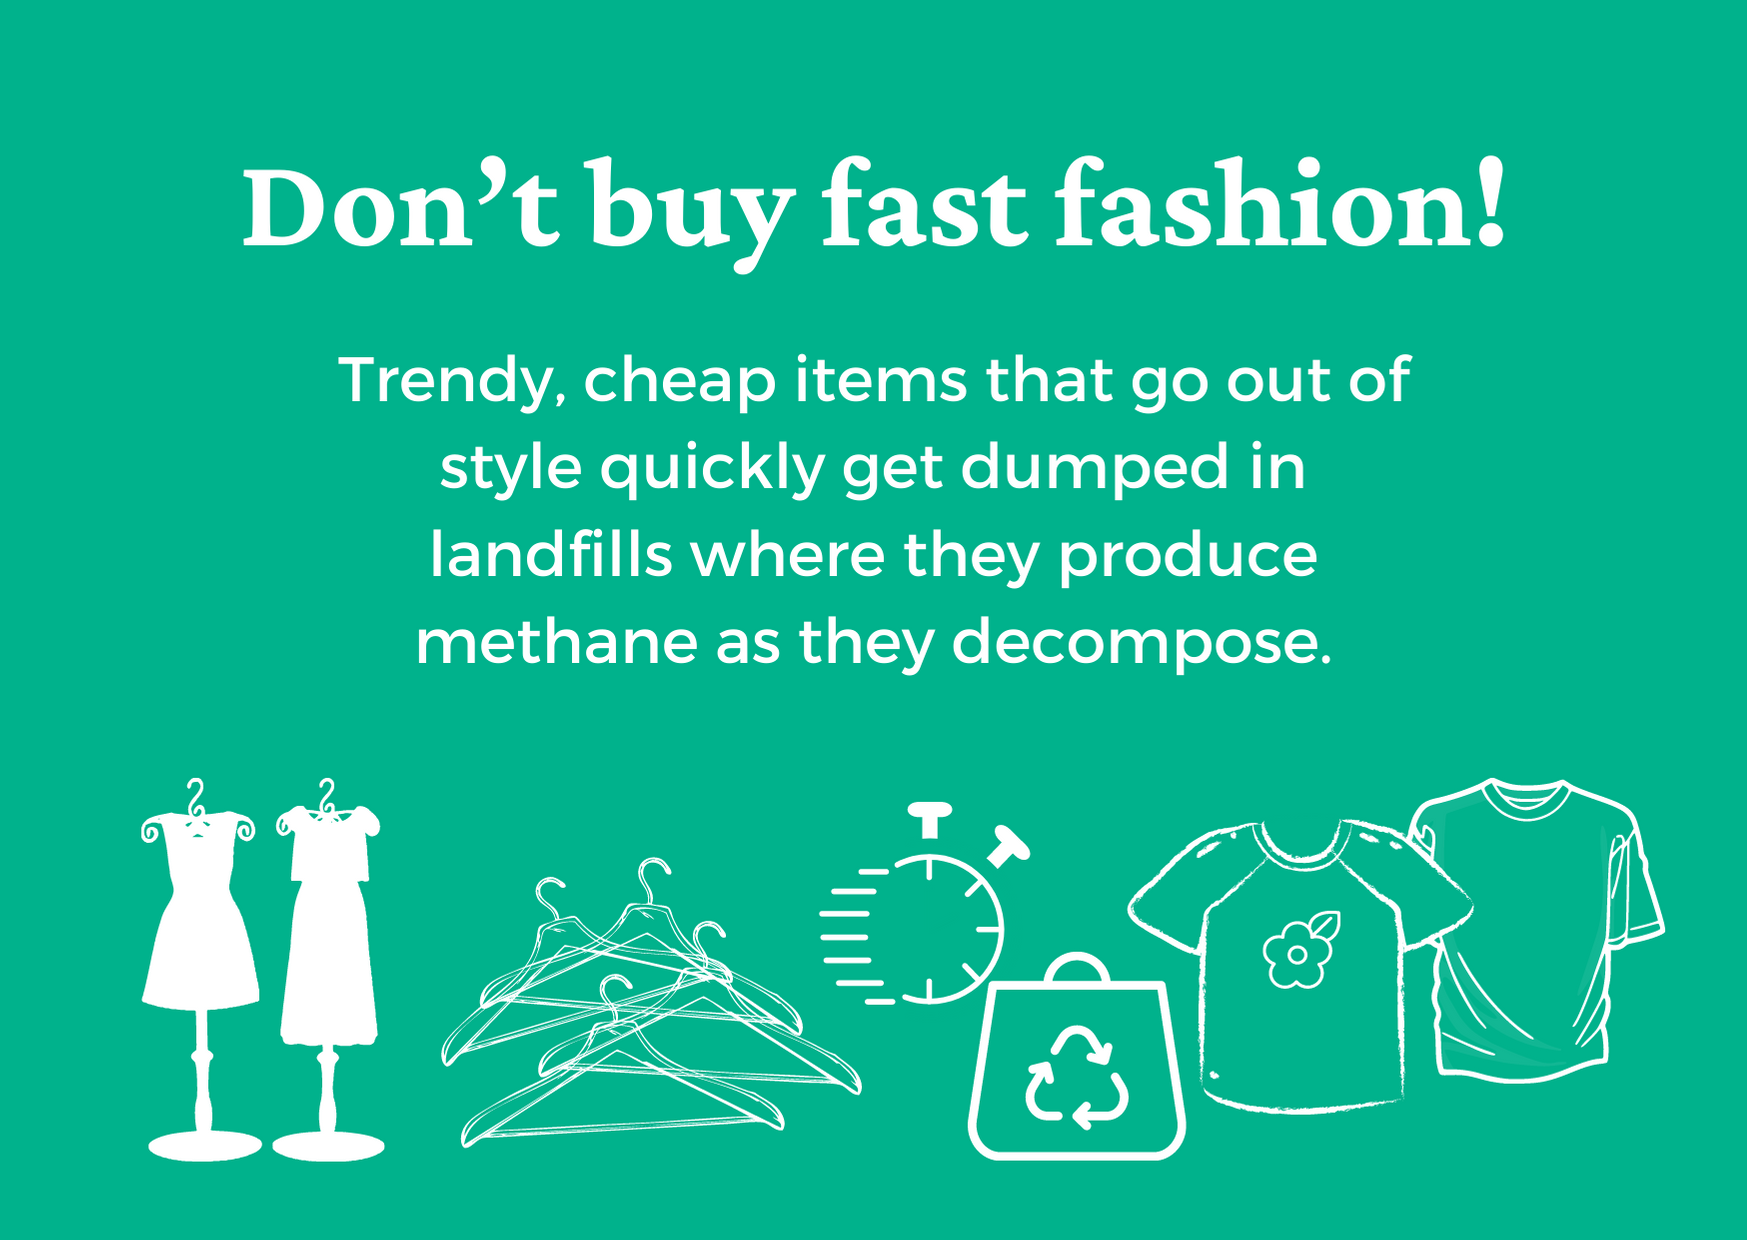 Don’t buy fast fashion!
Trendy, cheap items that go out of
style quickly get dumped in
landfills where they produce
methane as they decompose.